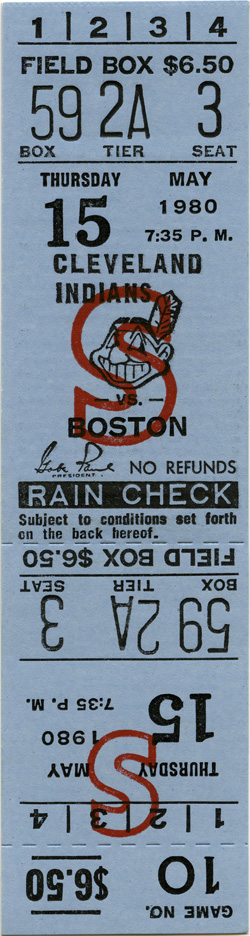 1 | 2 | 3 | 4
FIELD BOX $6.50
59 2A 3
BOX TIER SEAT
THURSDAY MAY
15 1980
7:35 P. M.
CLEVELAND
INDIANS
S
— VS. —
BOSTON
Gabe Paul NO REFUNDS
PRESIDENT
RAIN CHECK
Subject to conditions set forth
on the back hereof.
FIELD BOX $6.50
BOX TIER SEAT
59 2A 3
15 7:35 P. M.
1980
THURSDAY MAY
S
1 | 2 | 3 | 4
10 $6.50
GAME NO.